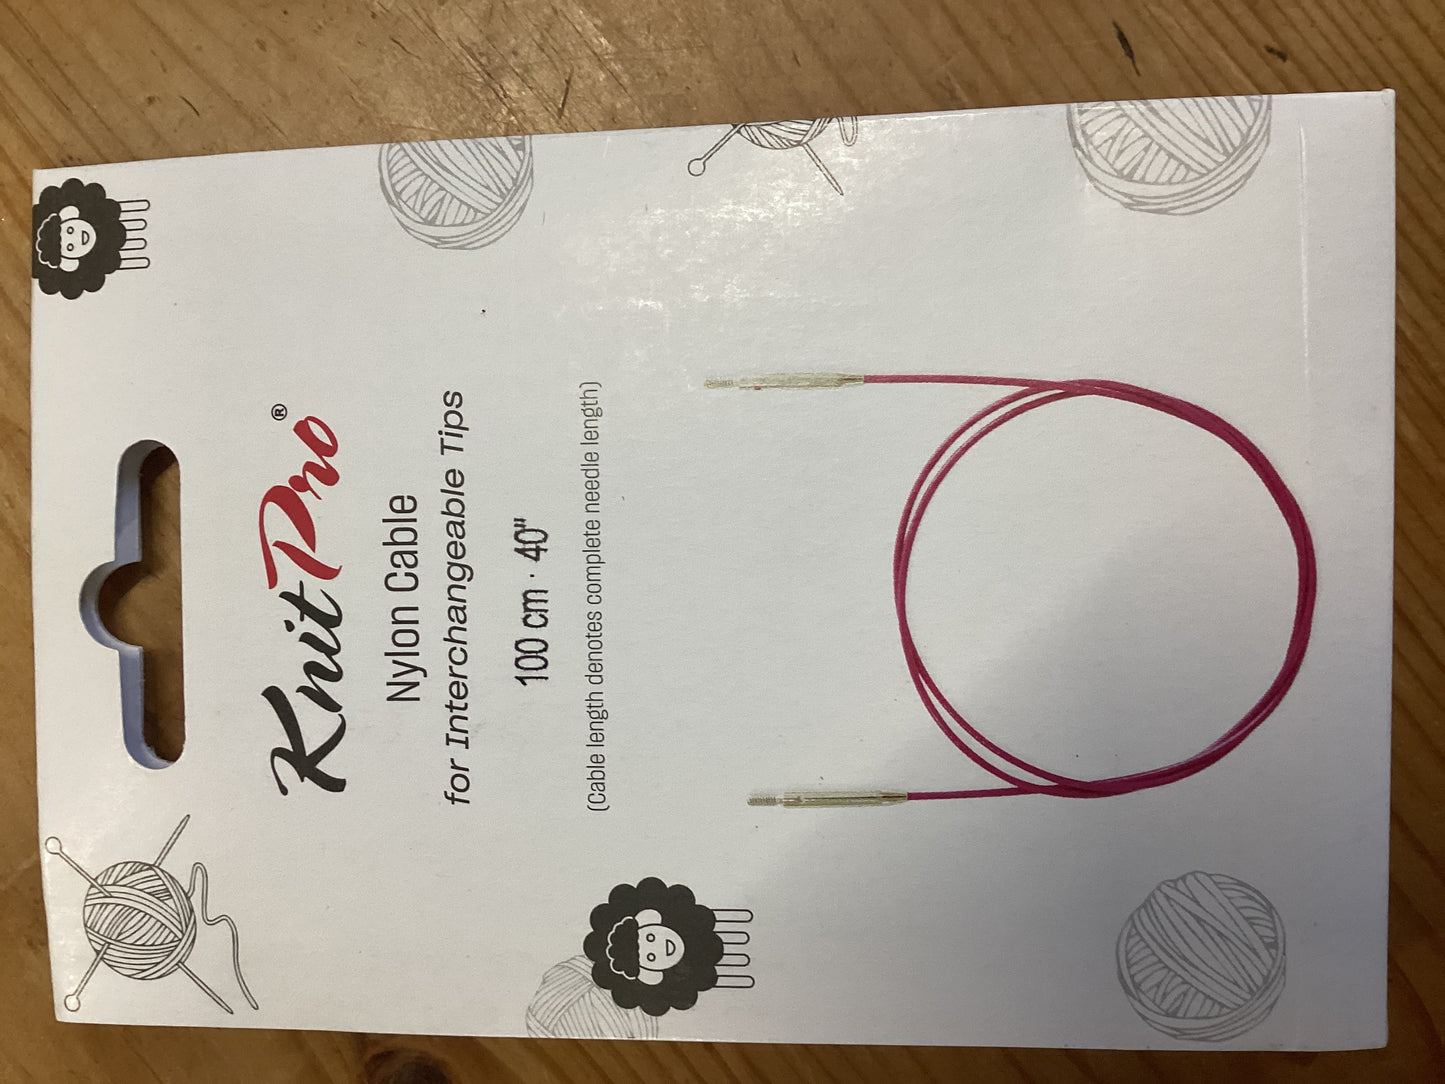 KnitPro®
Nylon Cable
for Interchangeable Tips
100 cm · 40"
(Cable length denotes complete needle length)